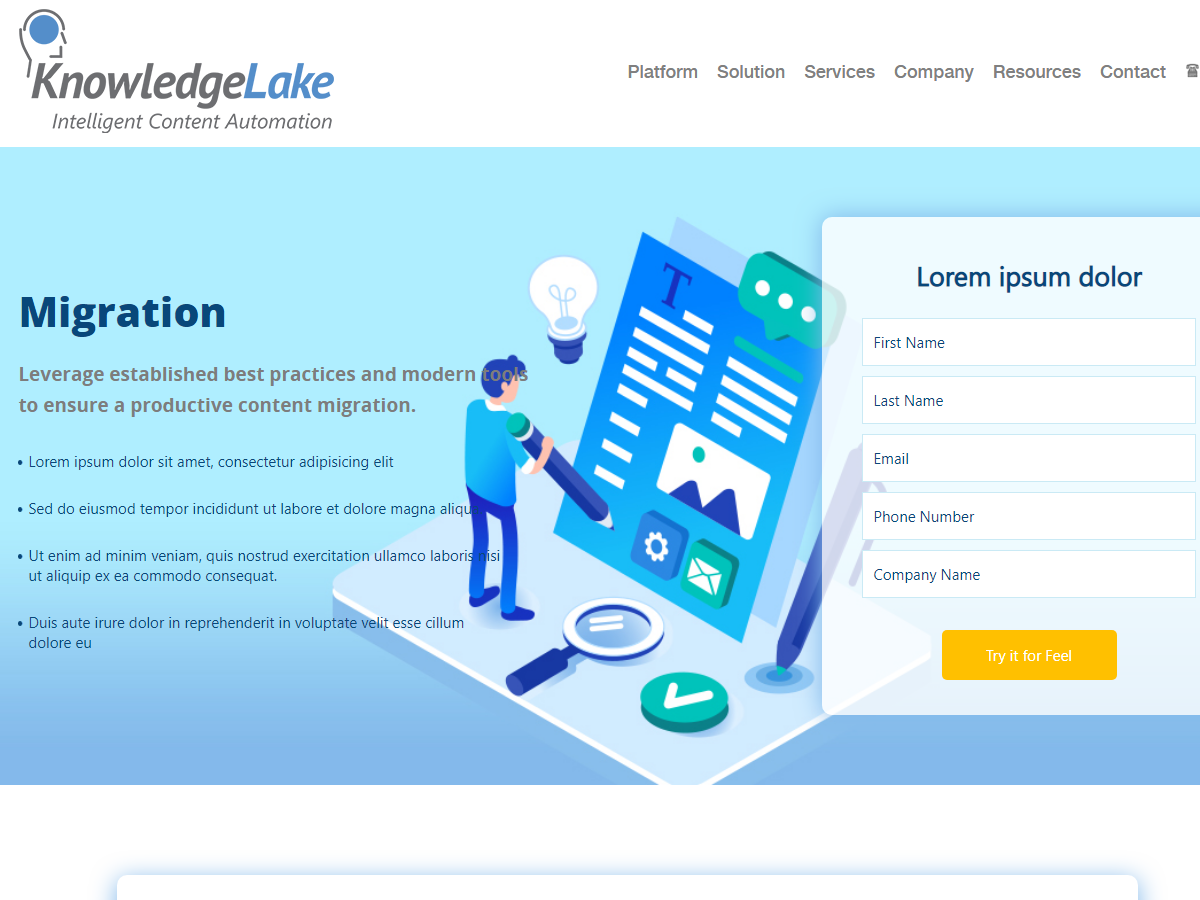 KnowledgeLake
Intelligent Content Automation
Platform Solution Services Company Resources Contact
Migration
Leverage established best practices and modern tools
to ensure a productive content migration.
• Lorem ipsum dolor sit amet, consectetur adipisicing elit
• Sed do eiusmod tempor incididunt ut labore et dolore magna aliqu
• Ut enim ad minim veniam, quis nostrud exercitation ullamco laboris nisi
ut aliquip ex ea commodo consequat.
• Duis aute irure dolor in reprehenderit in voluptate velit esse cillum
dolore eu
T
Lorem ipsum dolor
First Name
Last Name
Email
Phone Number
Company Name
Try it for Feel